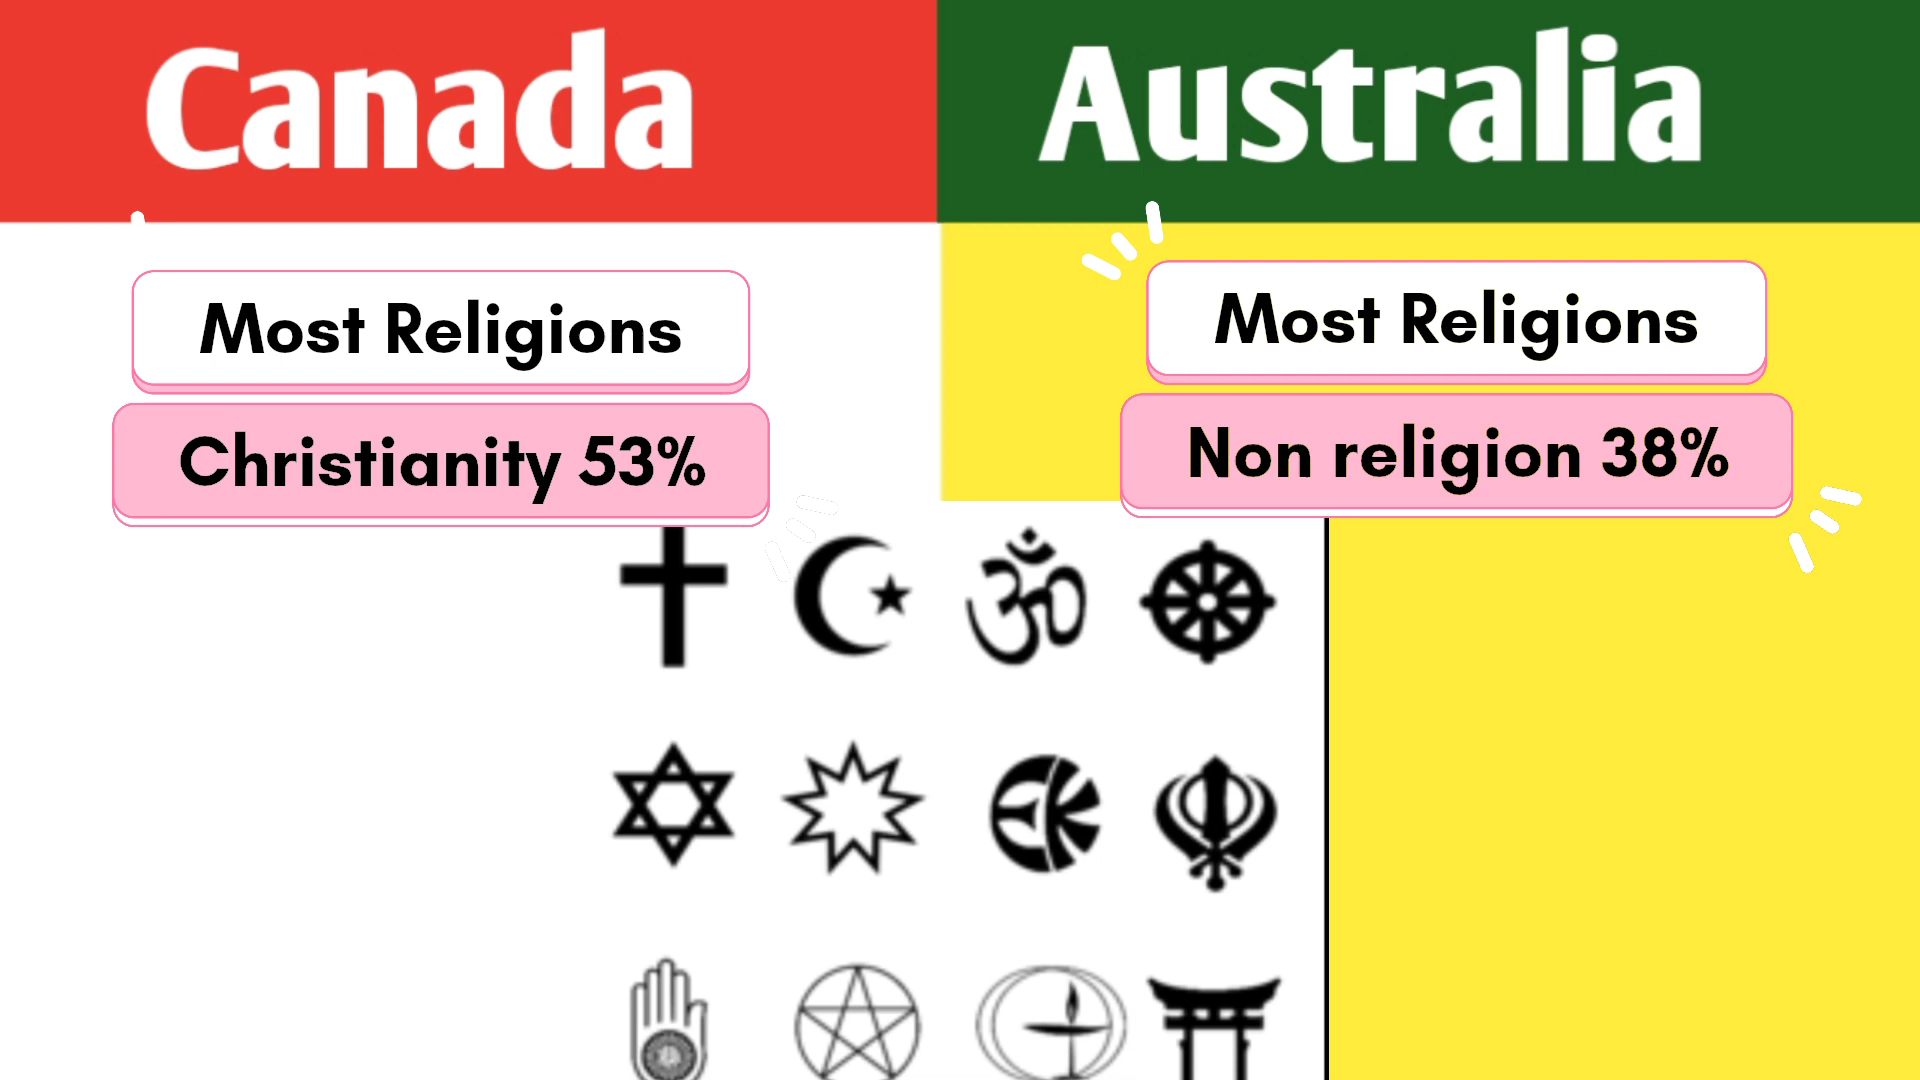 Canada
Australia
Most Religions
Christianity 53%
Most Religions
Non religion 38%